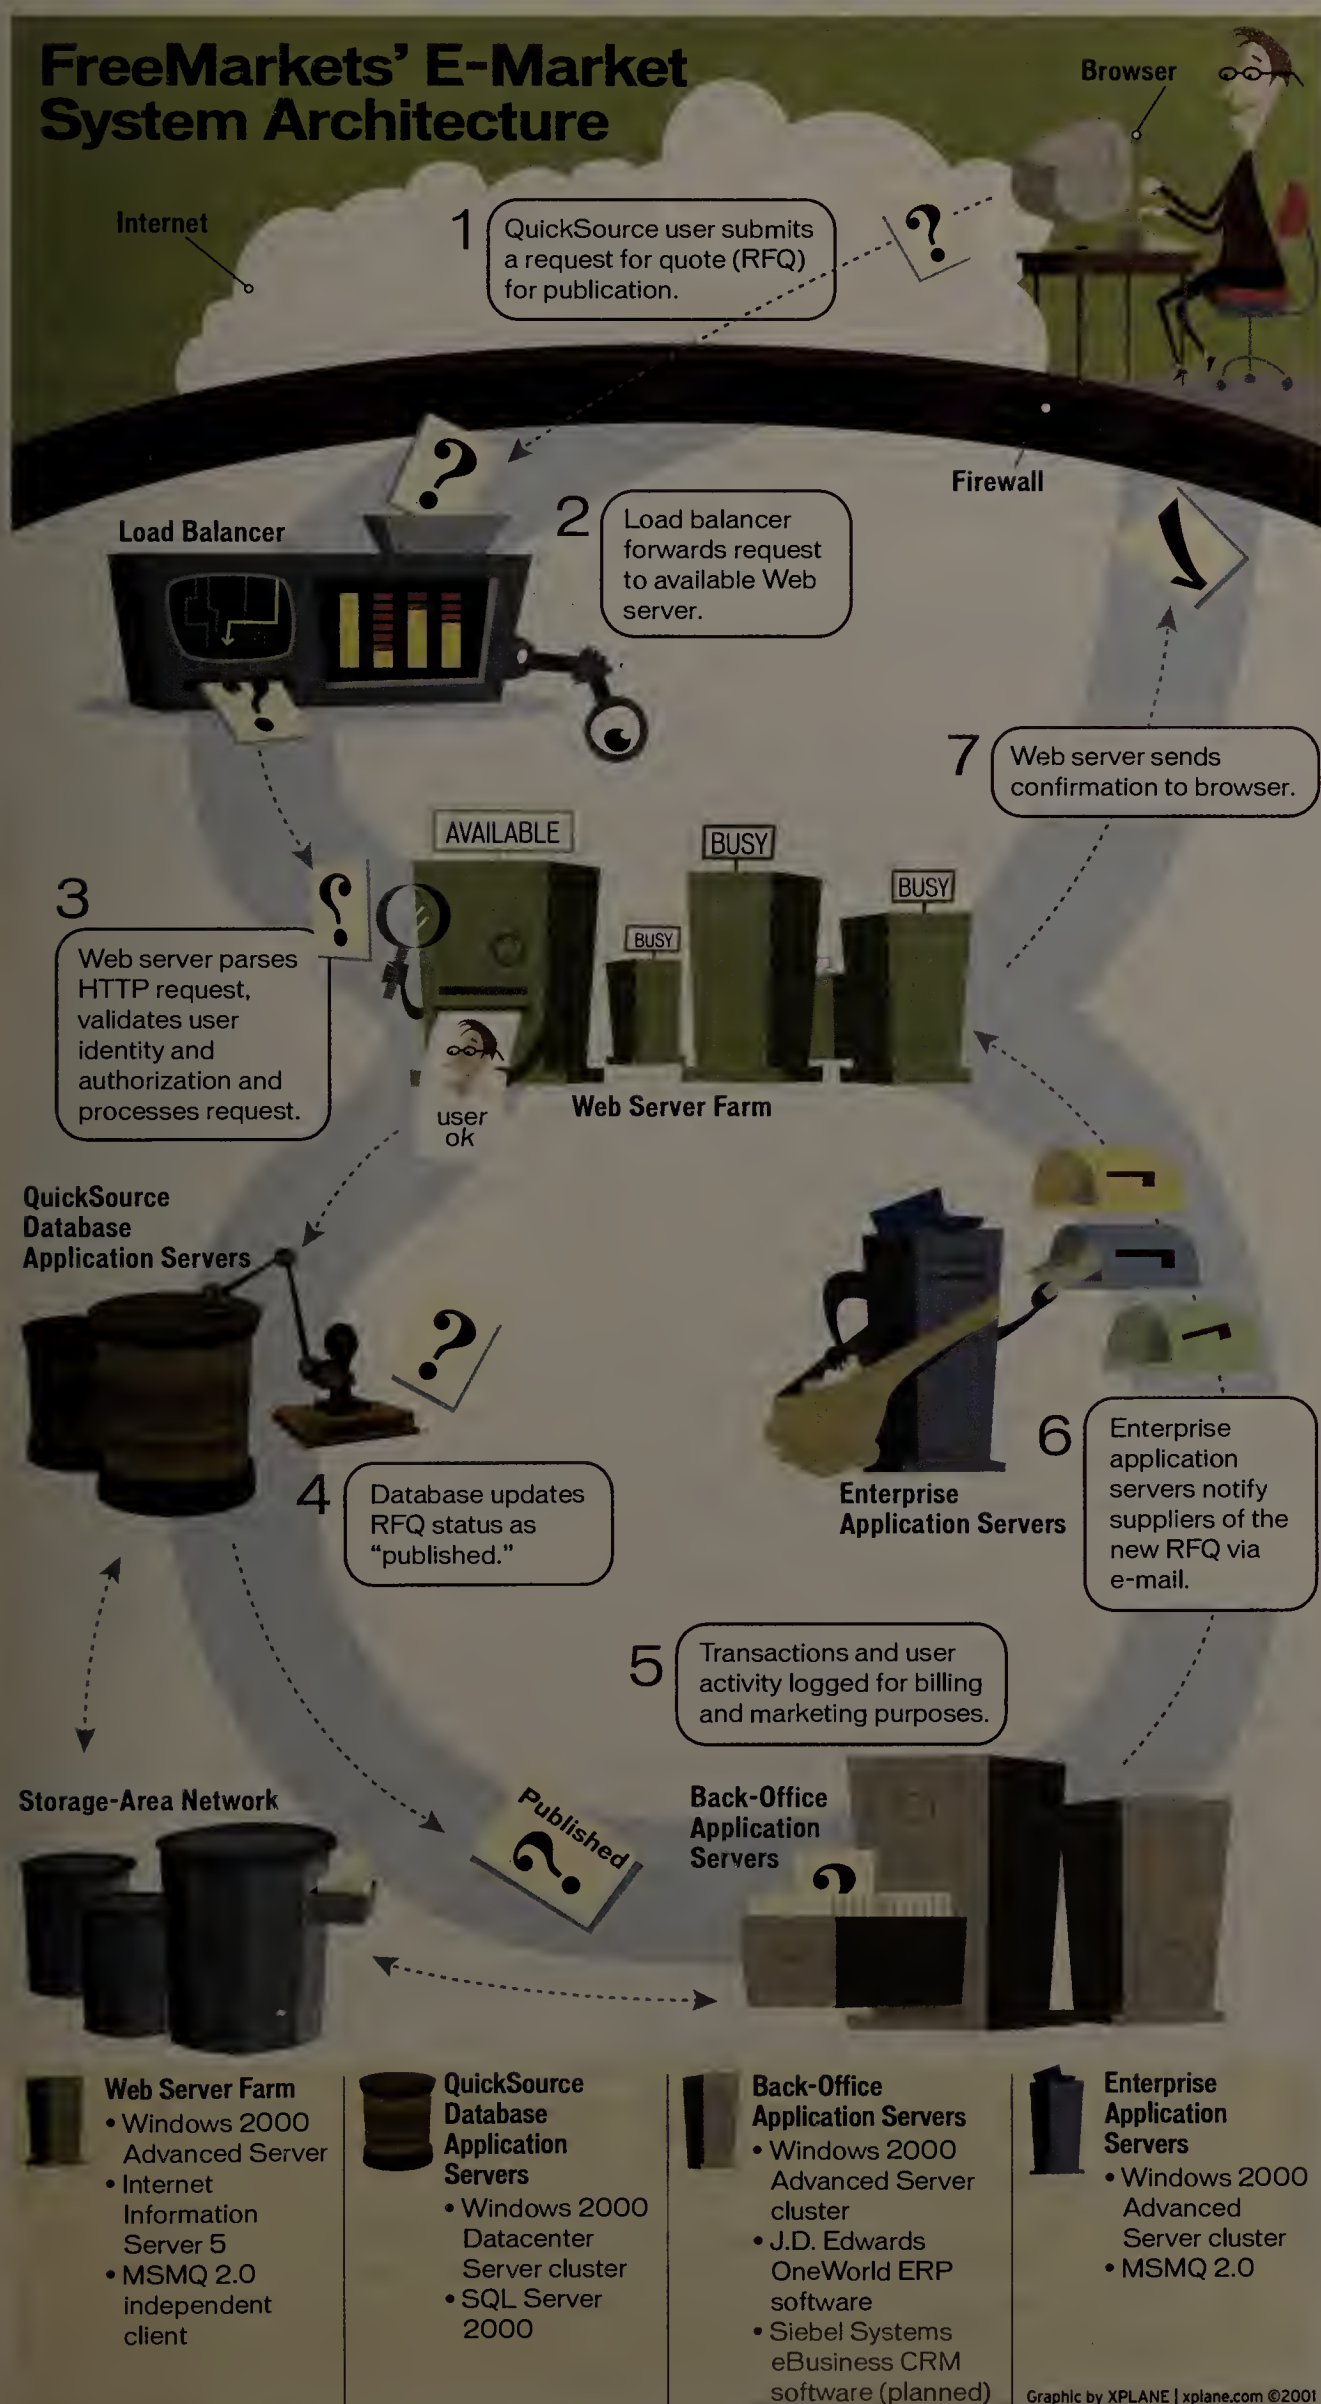 FreeMarkets' E-Market
System Architecture
Browser
Internet
1
QuickSource user submits
a request for quote (RFQ)
for publication.
?
Firewall
?
Load Balancer
2
Load balancer
forwards request
to available Web
server.
?
7
Web server sends
confirmation to browser.
AVAILABLE
BUSY
BUSY
BUSY
?
3
Web server parses
HTTP request,
validates user
identity and
authorization and
processes request.
user
ok
Web Server Farm
QuickSource
Database
Application Servers
?
4
Database updates
RFQ status as
“published.”
Enterprise
Application Servers
6
Enterprise
application
servers notify
suppliers of the
new RFQ via
e-mail.
5
Transactions and user
activity logged for billing
and marketing purposes.
Storage-Area Network
Published
?
Back-Office
Application
Servers
?
Web Server Farm
• Windows 2000
Advanced Server
• Internet
Information
Server 5
• MSMQ 2.0
independent
client
QuickSource
Database
Application
Servers
• Windows 2000
Datacenter
Server cluster
• SQL Server
2000
Back-Office
Application Servers
• Windows 2000
Advanced Server
cluster
• J.D. Edwards
OneWorld ERP
software
• Siebel Systems
eBusiness CRM
software (planned)
Enterprise
Application
Servers
• Windows 2000
Advanced
Server cluster
• MSMQ 2.0
Graphic by XPLANE | xplane.com ©2001